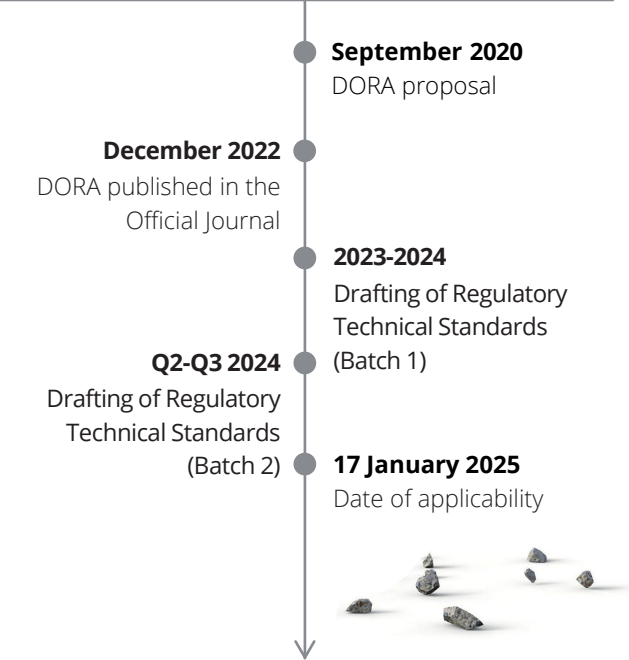 September 2020
DORA proposal
December 2022
DORA published in the
Official Journal
2023-2024
Drafting of Regulatory
Technical Standards
(Batch 1)
Q2-Q3 2024
Drafting of Regulatory
Technical Standards
(Batch 2)
17 January 2025
Date of applicability